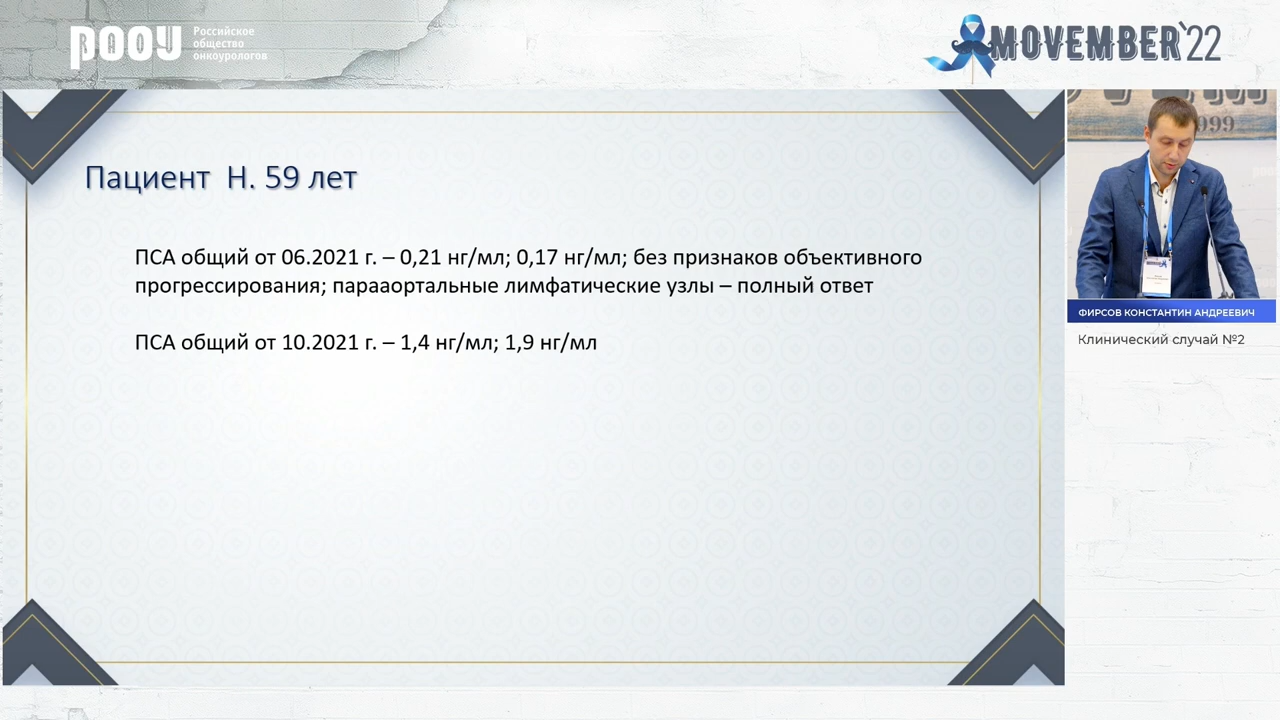 РООУ
Российское
общество
онкоурологов
MOVEMBER`22
Пациент Н. 59 лет
ПСА общий от 06.2021 г. – 0,21 нг/мл; 0,17 нг/мл; без признаков объективного
прогрессирования; парааортальные лимфатические узлы – полный ответ
ПСА общий от 10.2021 г. – 1,4 нг/мл; 1,9 нг/мл
999
ФИРСОВ КОНСТАНТИН АНДРЕЕВИЧ
Клинический случай №2